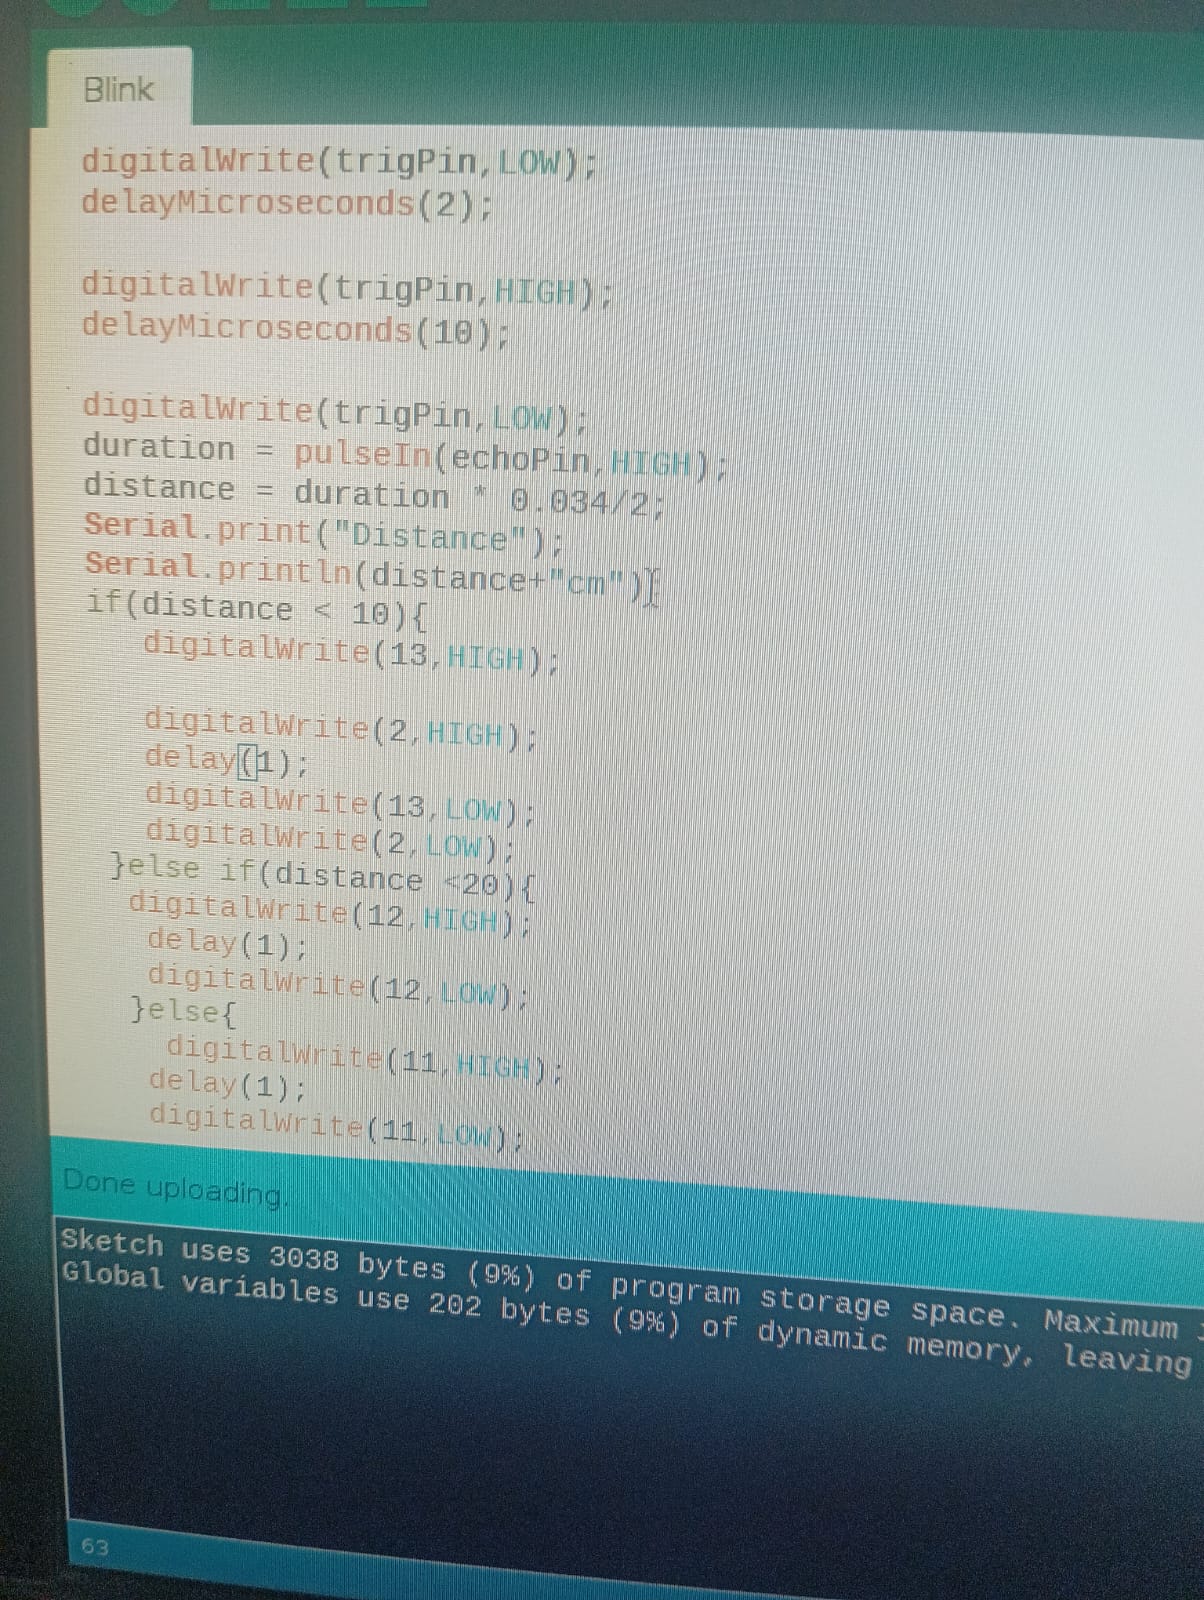 Blink
digitalWrite(trigPin,LOW);
delayMicroseconds(2);
digitalWrite(trigPin,HIGH);
delayMicroseconds(10);
digitalWrite(trigPin,LOW);
duration = pulseIn(echoPin,HIGH);
distance = duration * 0.034/2;
Serial.print("Distance");
Serial.println(distance+"cm")
if(distance < 10){
digitalWrite(13,HIGH);
digitalWrite(2,HIGH);
delay(1);
digitalWrite(13,LOW);
digitalWrite(2,LOW);
}else if(distance <20){
digitalWrite(12,HIGH);
delay(1);
digitalWrite(12,LOW);
}else{
digitalWrite(11,HIGH);
delay(1);
digitalWrite(11,LOW);
Done uploading.
Sketch uses 3038 bytes (9%) of program storage space. Maximum
Global variables use 202 bytes (9%) of dynamic memory, leaving
63